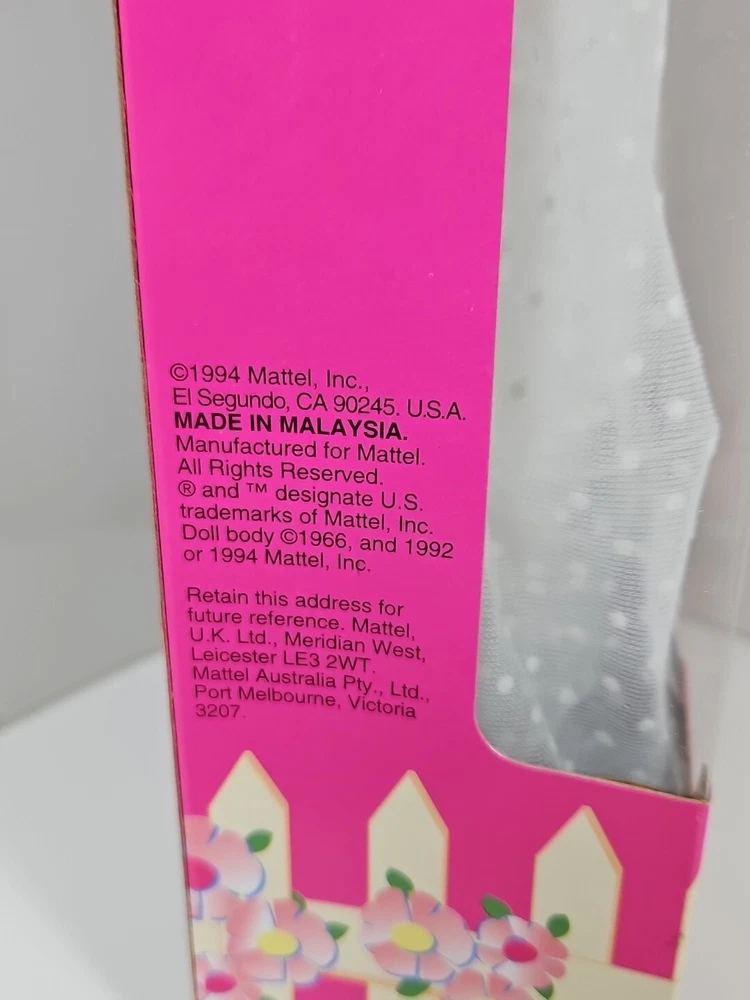 ©1994 Mattel, Inc.,
El Segundo, CA 90245. U.S.A.
MADE IN MALAYSIA.
Manufactured for Mattel.
All Rights Reserved.
® and ™ designate U.S.
trademarks of Mattel, Inc.
Doll body ©1966, and 1992
or 1994 Mattel, Inc.
Retain this address for
future reference. Mattel,
U.K. Ltd., Meridian West,
Leicester LE3 2WT.
Mattel Australia Pty., Ltd.,
Port Melbourne, Victoria
3207.